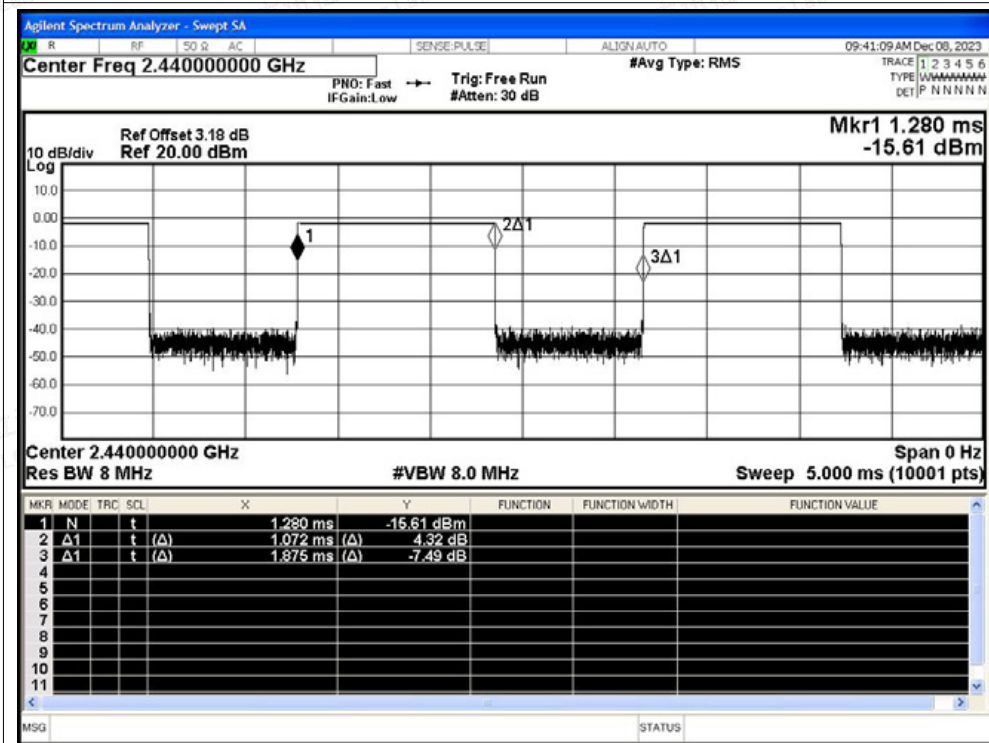 Agilent Spectrum Analyzer - Swept SA
LXI R RF 50 Ω AC SENSE:PULSE ALIGN AUTO 09:41:09 AM Dec 08, 2023
Center Freq 2.440000000 GHz #Avg Type: RMS TRACE 1 2 3 4 5 6
PNO: Fast Trig: Free Run TYPE WWWWWW
IFGain:Low #Atten: 30 dB DET P N N N N N
Mkr1 1.280 ms
Ref Offset 3.18 dB
10 dB/div Ref 20.00 dBm -15.61 dBm
Log
10.0
0.00
2Δ1
1
-10.0
3Δ1
-20.0
-30.0
-40.0
-50.0
-60.0
-70.0
Center 2.440000000 GHz Span 0 Hz
Res BW 8 MHz #VBW 8.0 MHz Sweep 5.000 ms (10001 pts)
MKR MODE TRC SCL X Y FUNCTION FUNCTION WIDTH FUNCTION VALUE
1 N t 1.280 ms -15.61 dBm
2 Δ1 t (Δ) 1.072 ms (Δ) 4.32 dB
3 Δ1 t (Δ) 1.875 ms (Δ) -7.49 dB
4
5
6
7
8
9
10
11
MSG STATUS